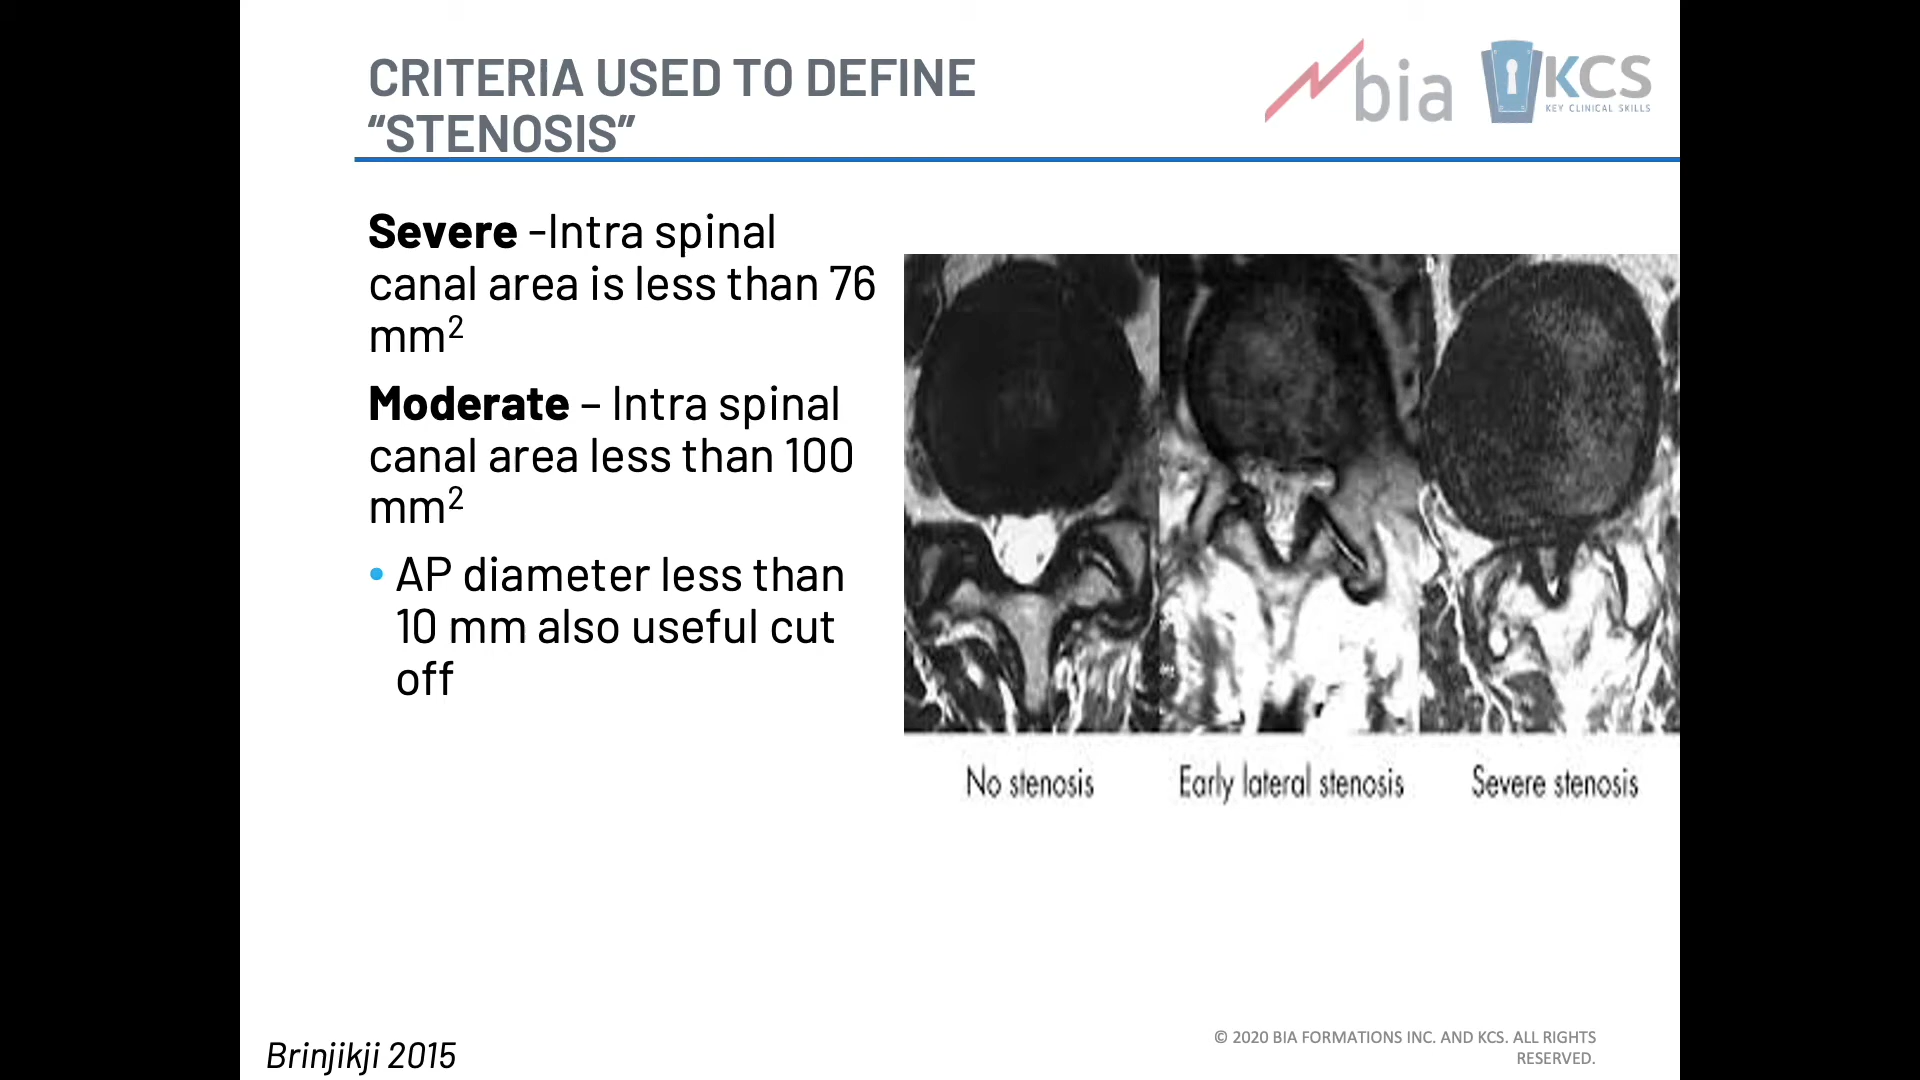 CRITERIA USED TO DEFINE
“STENOSIS”
bia
KCS
KEY CLINICAL SKILLS
Severe -Intra spinal
canal area is less than 76
mm²
Moderate – Intra spinal
canal area less than 100
mm²
• AP diameter less than
10 mm also useful cut
off
No stenosis
Early lateral stenosis
Severe stenosis
Brinjikji 2015
© 2020 BIA FORMATIONS INC. AND KCS. ALL RIGHTS
RESERVED.